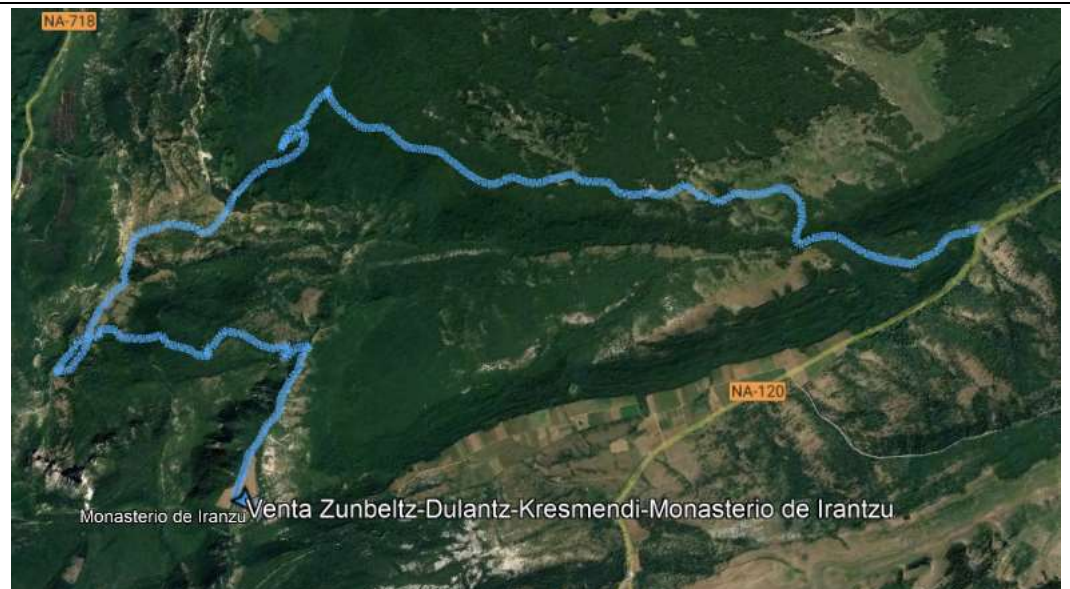 NA-718
NA-120
Venta Zunbeltz-Dulantz-Kresmendi-Monasterio de Irantzu
Monasterio de Iranzu